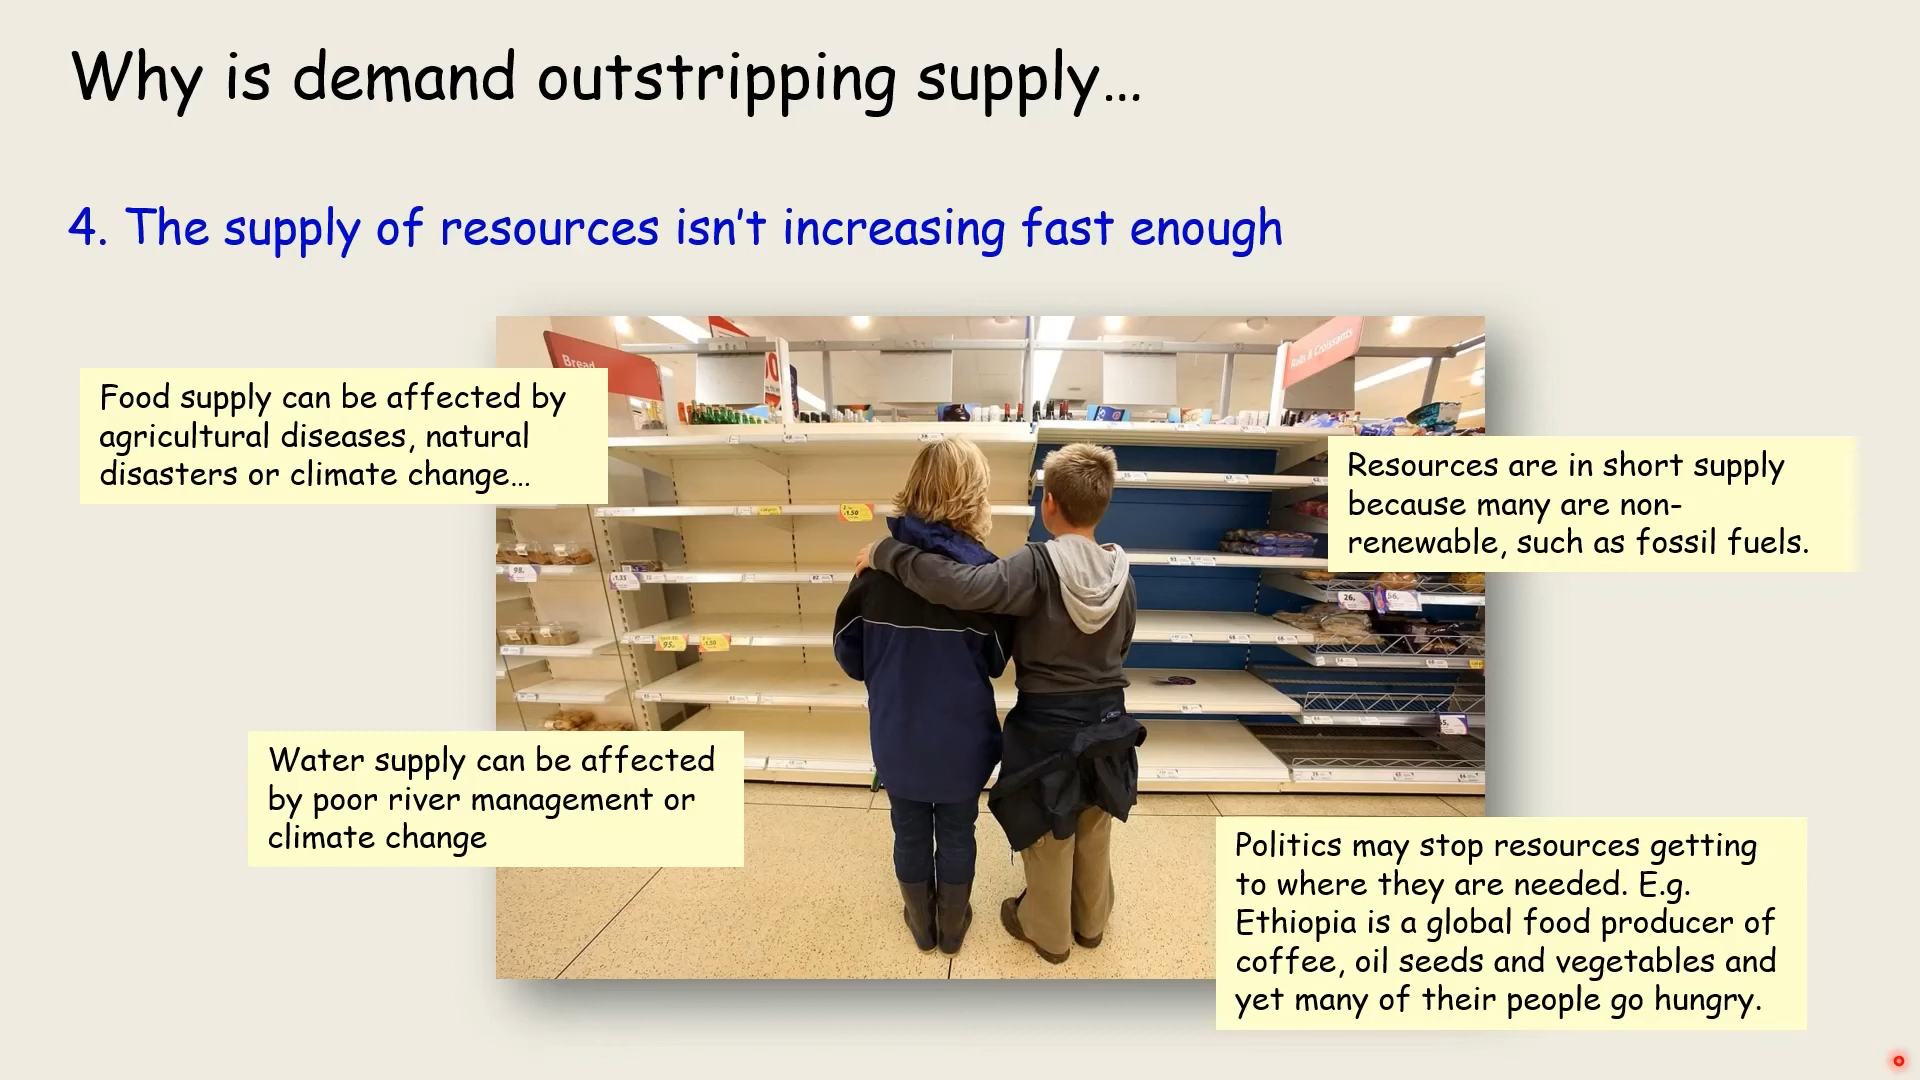 Why is demand outstripping supply…
4. The supply of resources isn’t increasing fast enough
Bread
Rolls & Croissants
Food supply can be affected by
agricultural diseases, natural
disasters or climate change…
Resources are in short supply
because many are non-
renewable, such as fossil fuels.
Water supply can be affected
by poor river management or
climate change
Politics may stop resources getting
to where they are needed. E.g.
Ethiopia is a global food producer of
coffee, oil seeds and vegetables and
yet many of their people go hungry.